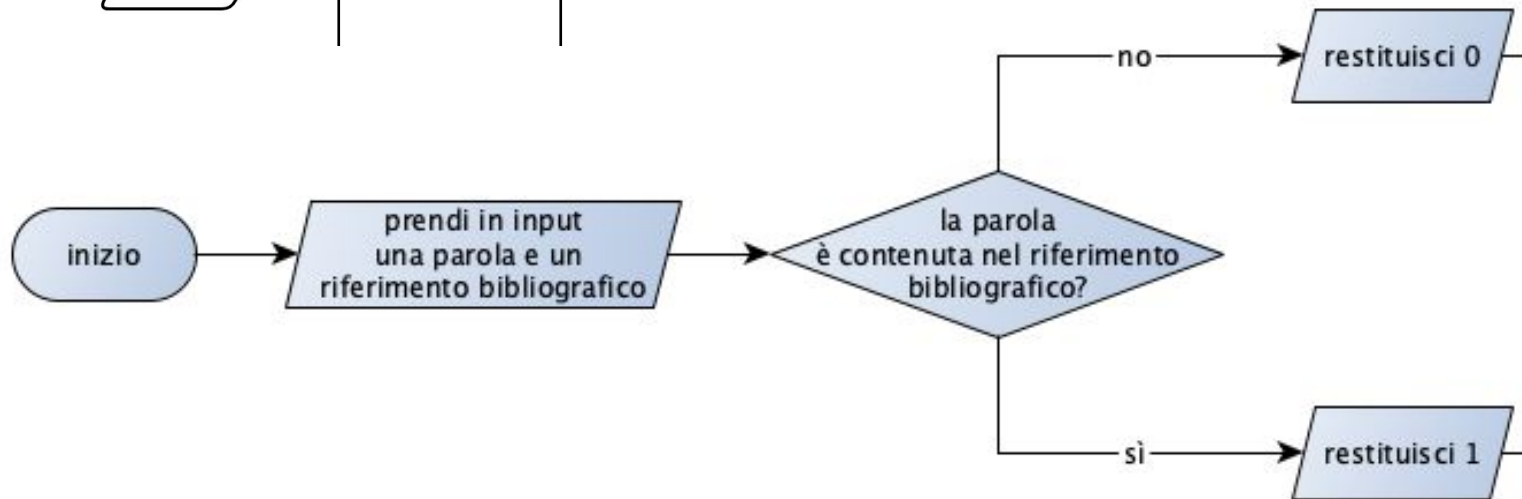 inizio
prendi in input
una parola e un
riferimento bibliografico
la parola
è contenuta nel riferimento
bibliografico?
no
restituisci 0
sì
restituisci 1